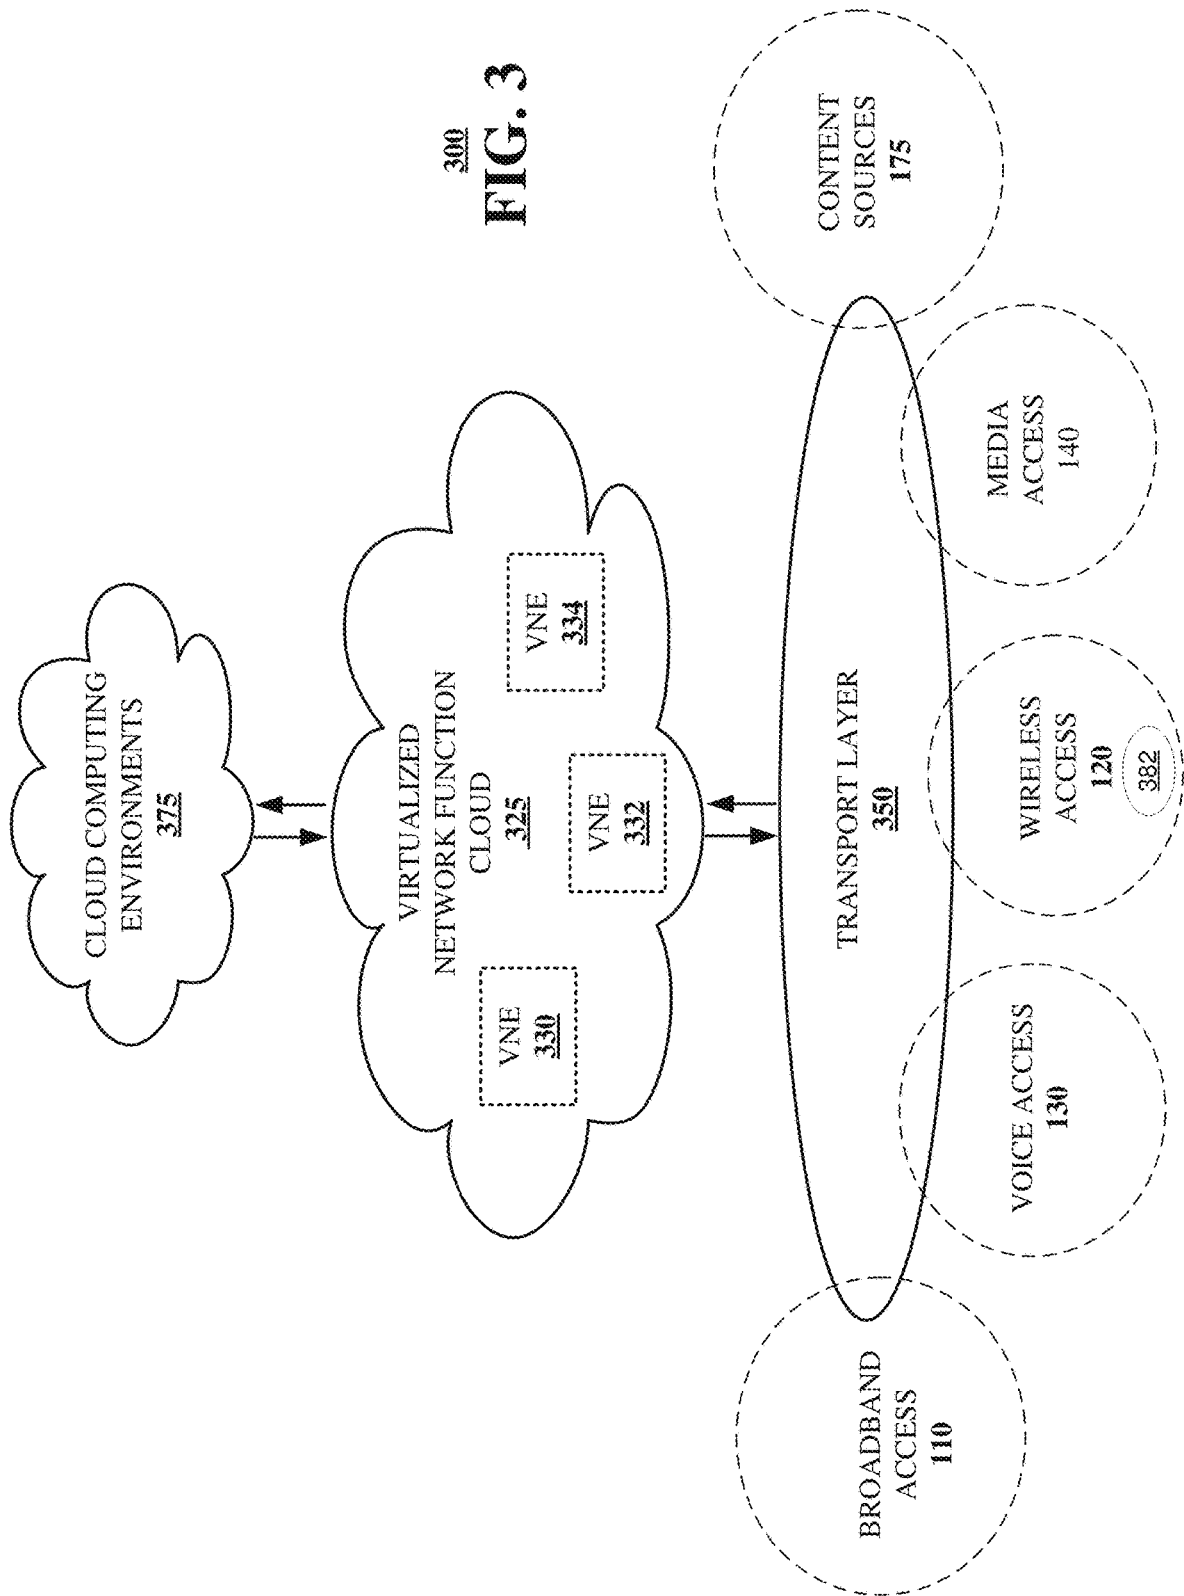 CLOUD COMPUTING
ENVIRONMENTS
375
VIRTUALIZED
NETWORK FUNCTION
CLOUD
325
VNE
330
VNE
332
VNE
334
TRANSPORT LAYER
350
BROADBAND
ACCESS
110
VOICE ACCESS
130
WIRELESS
ACCESS
120
382
MEDIA
ACCESS
140
CONTENT
SOURCES
175
300
FIG. 3